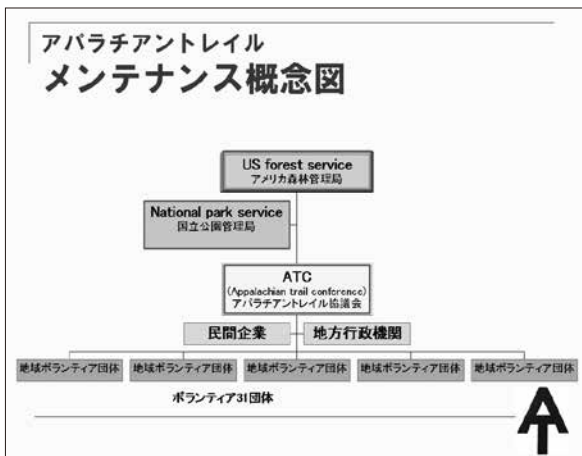 アパラチアントレイル
メンテナンス概念図
US forest service
アメリカ森林管理局
National park service
国立公園管理局
ATC
(Appalachian trail conference)
アパラチアントレイル協議会
民間企業
地方行政機関
地域ボランティア団体
地域ボランティア団体
地域ボランティア団体
地域ボランティア団体
地域ボランティア団体
ボランティア31団体
AT